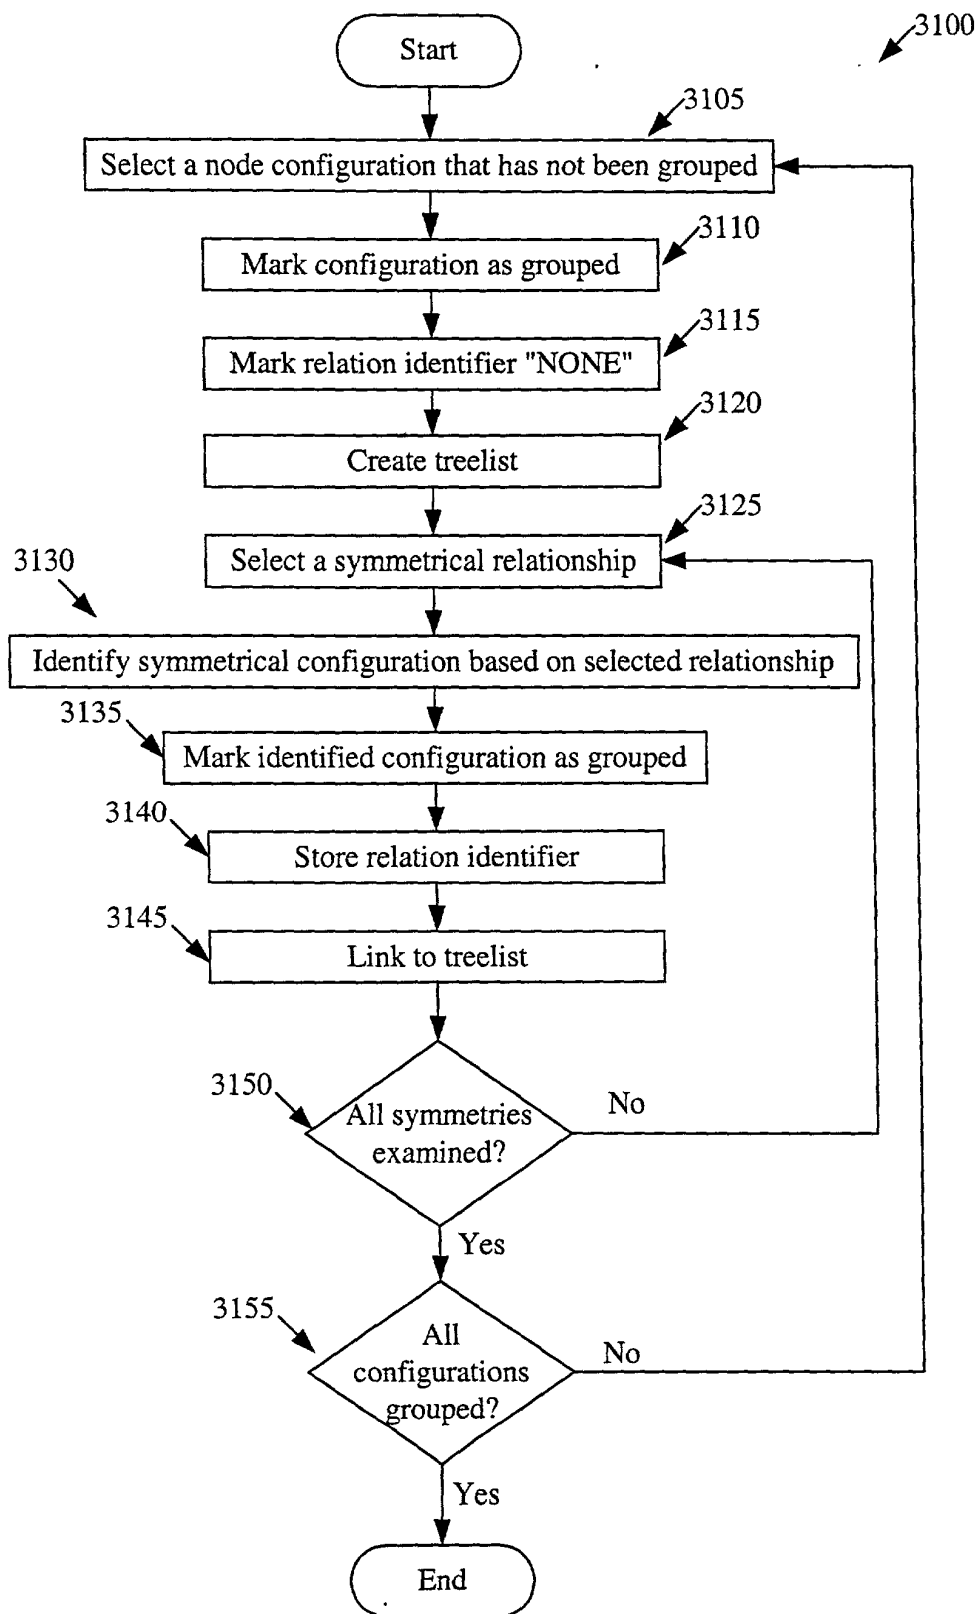 3100
Start
3105
Select a node configuration that has not been grouped
3110
Mark configuration as grouped
3115
Mark relation identifier "NONE"
3120
Create treelist
3125
Select a symmetrical relationship
3130
Identify symmetrical configuration based on selected relationship
3135
Mark identified configuration as grouped
3140
Store relation identifier
3145
Link to treelist
3150
All symmetries
examined?
No
Yes
3155
All
configurations
grouped?
No
Yes
End